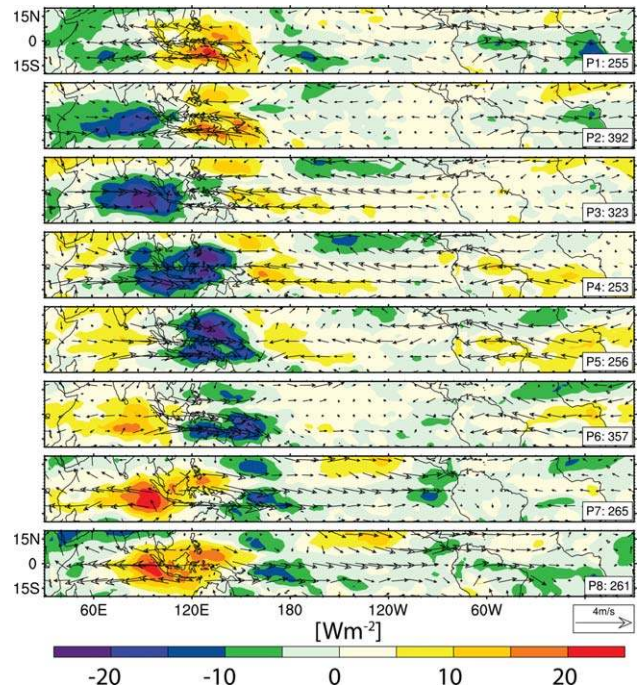 15N
0
15S
P1: 255
P2: 392
P3: 323
P4: 253
P5: 256
P6: 357
P7: 265
15N
0
15S
P8: 261
60E 120E 180 120W 60W
4m/s
[Wm-2]
-20 -10 0 10 20